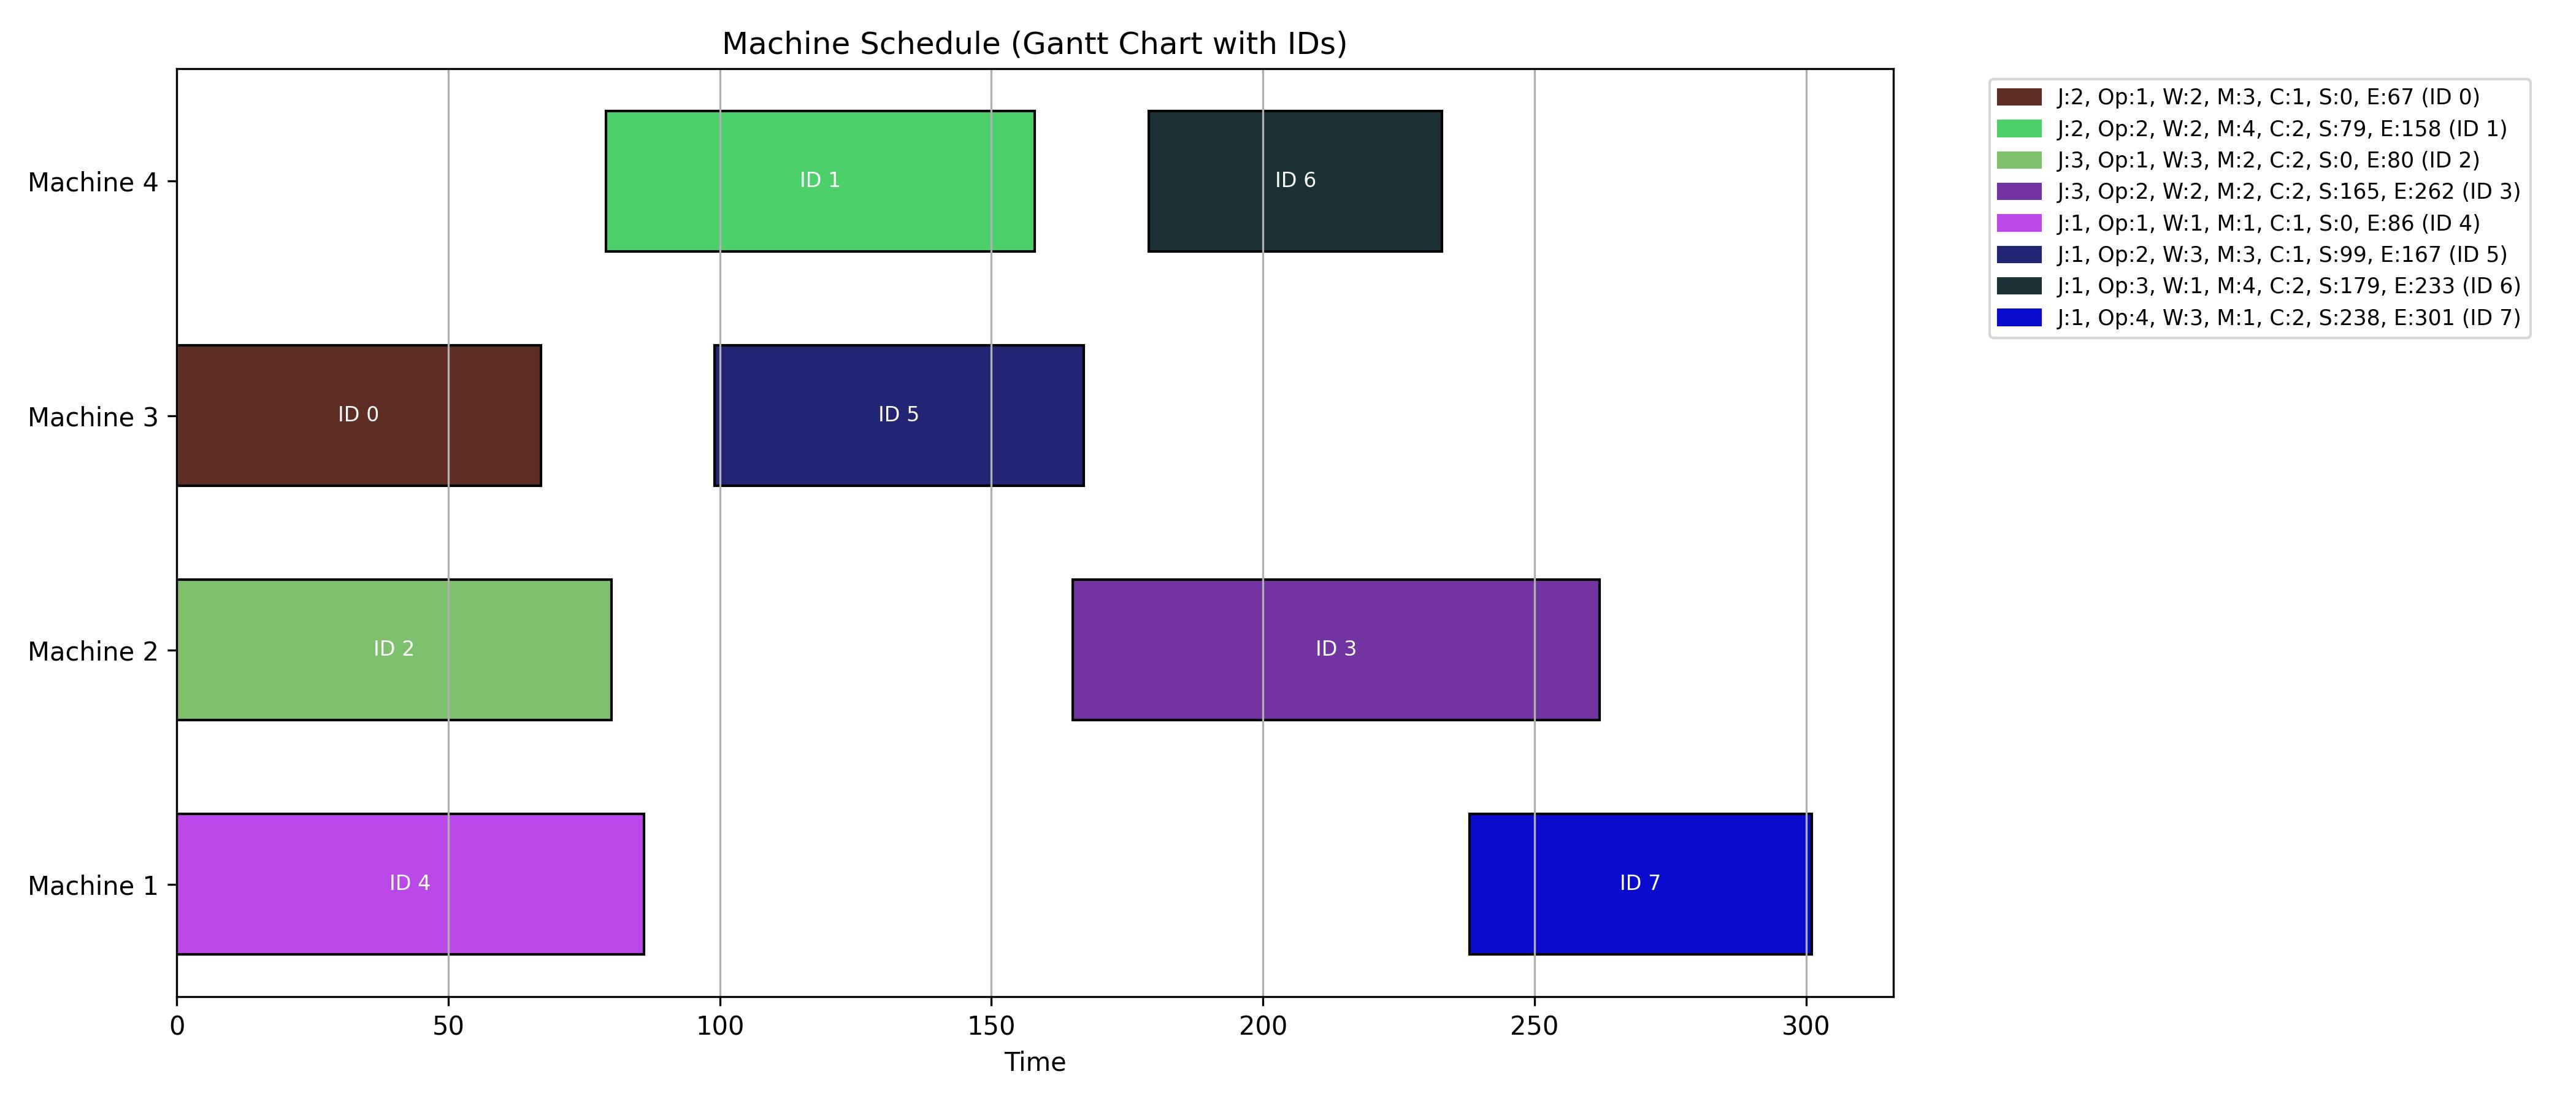 Machine Schedule (Gantt Chart with IDs)
Machine 4
Machine 3
Machine 2
Machine 1
ID 1
ID 6
ID 0
ID 5
ID 2
ID 3
ID 4
ID 7
0 50 100 150 200 250 300
Time
J:2, Op:1, W:2, M:3, C:1, S:0, E:67 (ID 0)
J:2, Op:2, W:2, M:4, C:2, S:79, E:158 (ID 1)
J:3, Op:1, W:3, M:2, C:2, S:0, E:80 (ID 2)
J:3, Op:2, W:2, M:2, C:2, S:165, E:262 (ID 3)
J:1, Op:1, W:1, M:1, C:1, S:0, E:86 (ID 4)
J:1, Op:2, W:3, M:3, C:1, S:99, E:167 (ID 5)
J:1, Op:3, W:1, M:4, C:2, S:179, E:233 (ID 6)
J:1, Op:4, W:3, M:1, C:2, S:238, E:301 (ID 7)